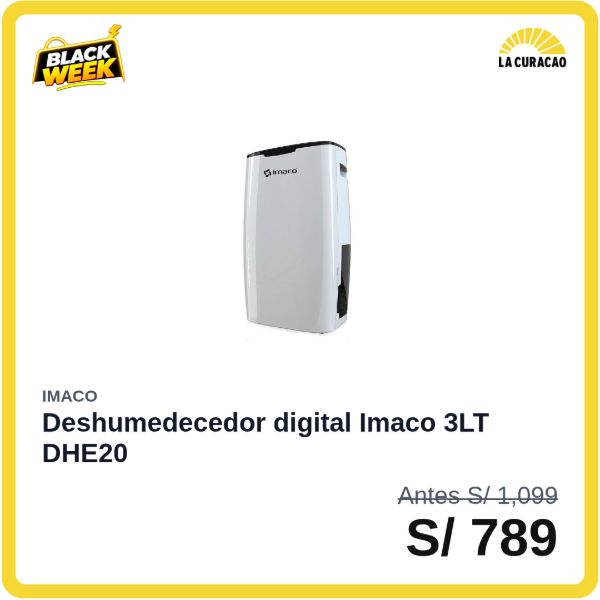 BLACK
WEEK
LA CURACAO
imaco
IMACO
Deshumedecedor digital Imaco 3LT
DHE20
Antes S/ 1,099
S/ 789